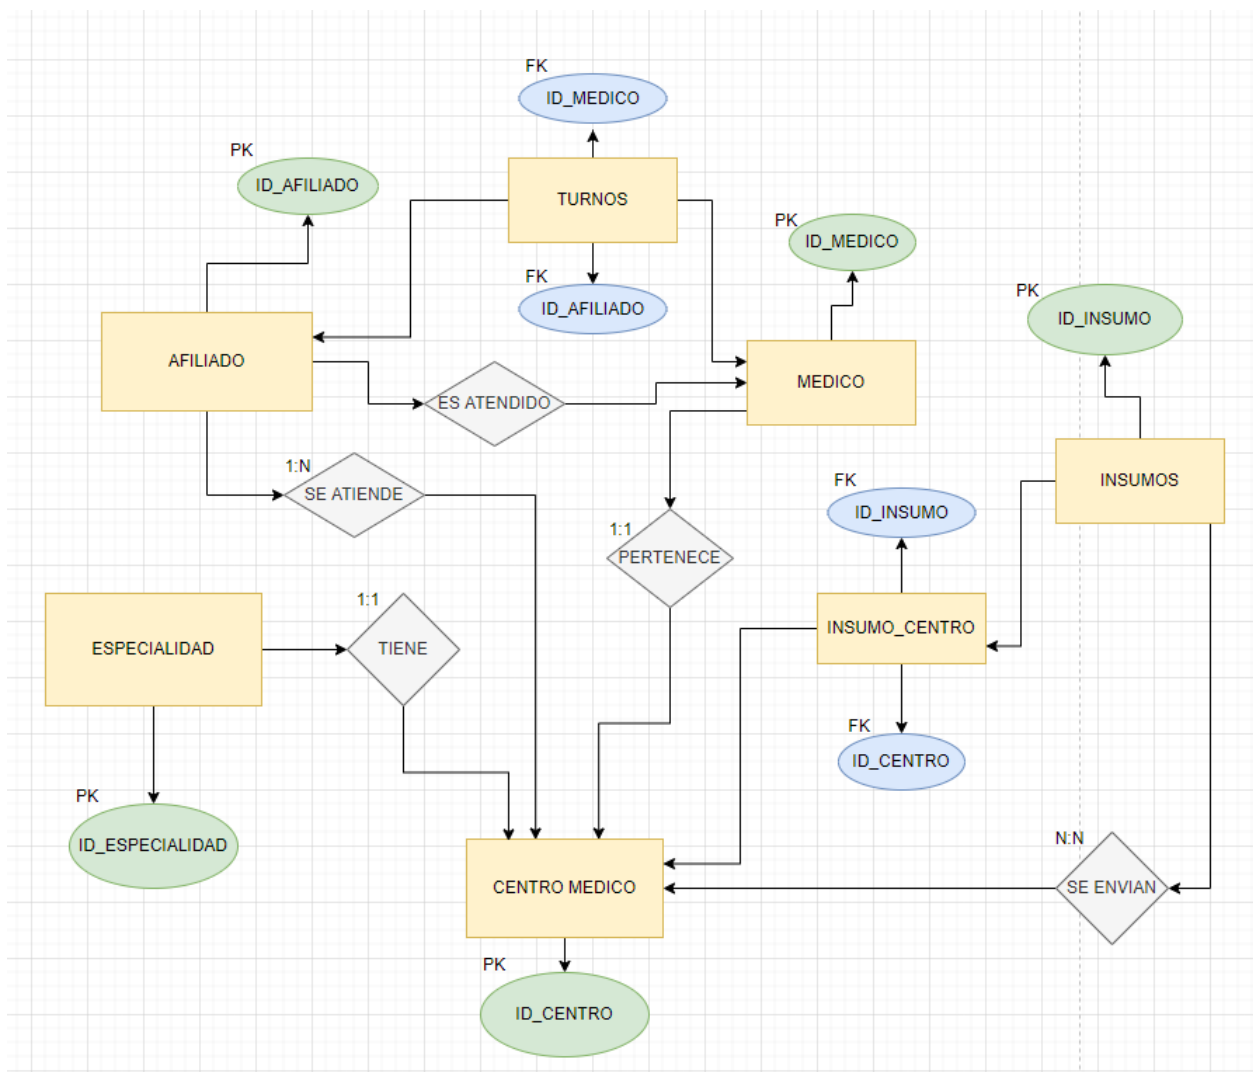 FK
ID_MEDICO
PK
ID_AFILIADO
TURNOS
PK
ID_MEDICO
FK
ID_AFILIADO
PK
ID_INSUMO
AFILIADO
MEDICO
ES ATENDIDO
1:N
SE ATIENDE
INSUMOS
FK
ID_INSUMO
1:1
PERTENECE
1:1
TIENE
ESPECIALIDAD
INSUMO_CENTRO
FK
ID_CENTRO
PK
ID_ESPECIALIDAD
N:N
SE ENVIAN
CENTRO MEDICO
PK
ID_CENTRO